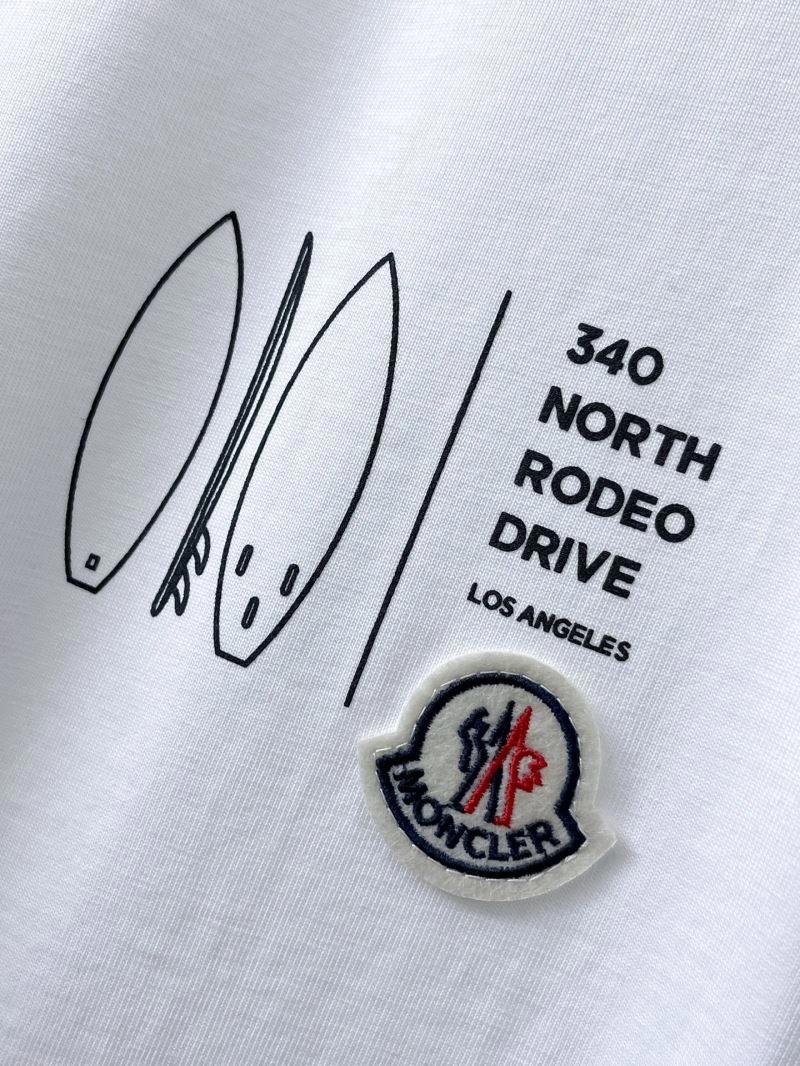 340
NORTH
RODEO
DRIVE
LOS ANGELES
MONCLER